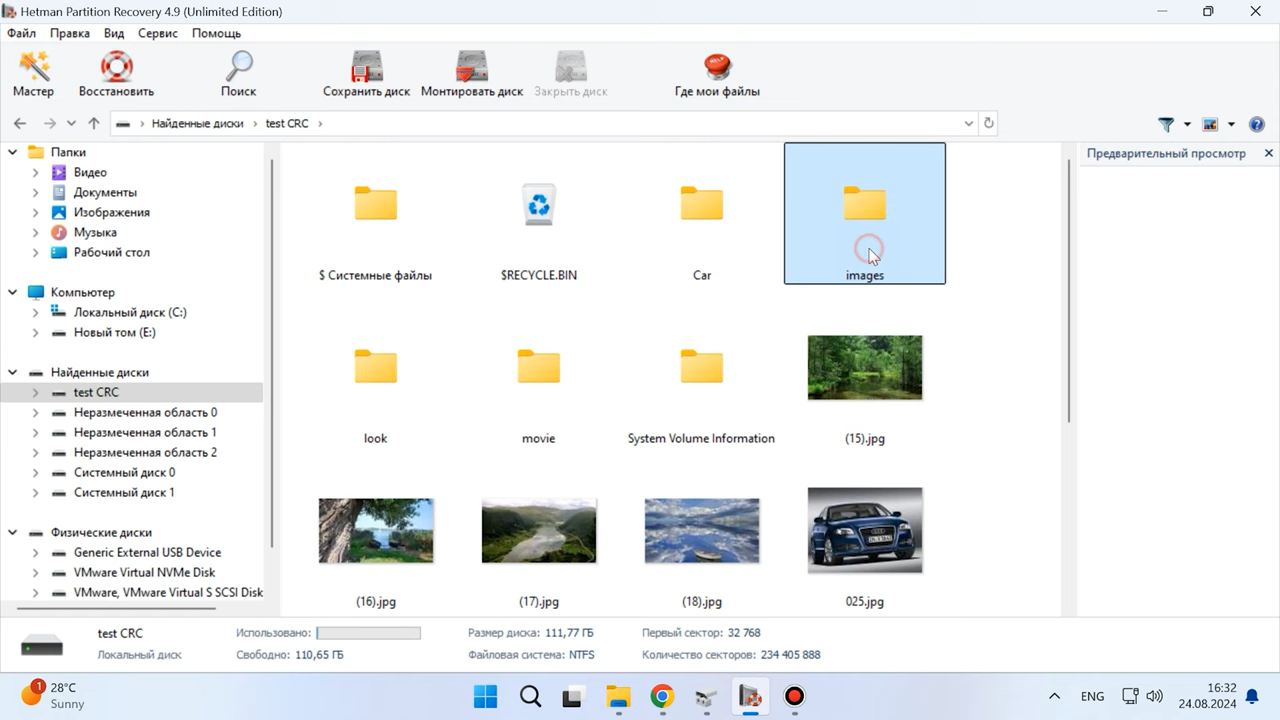 Hetman Partition Recovery 4.9 (Unlimited Edition)
Файл Правка Вид Сервис Помощь
Мастер Восстановить Поиск Сохранить диск Монтировать диск Закрыть диск Где мои файлы
Найденные диски test CRC
Папки
Видео
Документы
Изображения
Музыка
Рабочий стол
Компьютер
Локальный диск (C:)
Новый том (E:)
Найденные диски
test CRC
Неразмеченная область 0
Неразмеченная область 1
Неразмеченная область 2
Системный диск 0
Системный диск 1
Физические диски
Generic External USB Device
VMware Virtual NVMe Disk
VMware, VMware Virtual S SCSI Disk
$ Системные файлы $RECYCLE.BIN Car images
look movie System Volume Information (15).jpg
(16).jpg (17).jpg (18).jpg 025.jpg
Предварительный просмотр
test CRC Использовано: Размер диска: 111,77 ГБ Первый сектор: 32 768
Локальный диск Свободно: 110,65 ГБ Файловая система: NTFS Количество секторов: 234 405 888
1 28°C
Sunny
ENG
16:32
24.08.2024